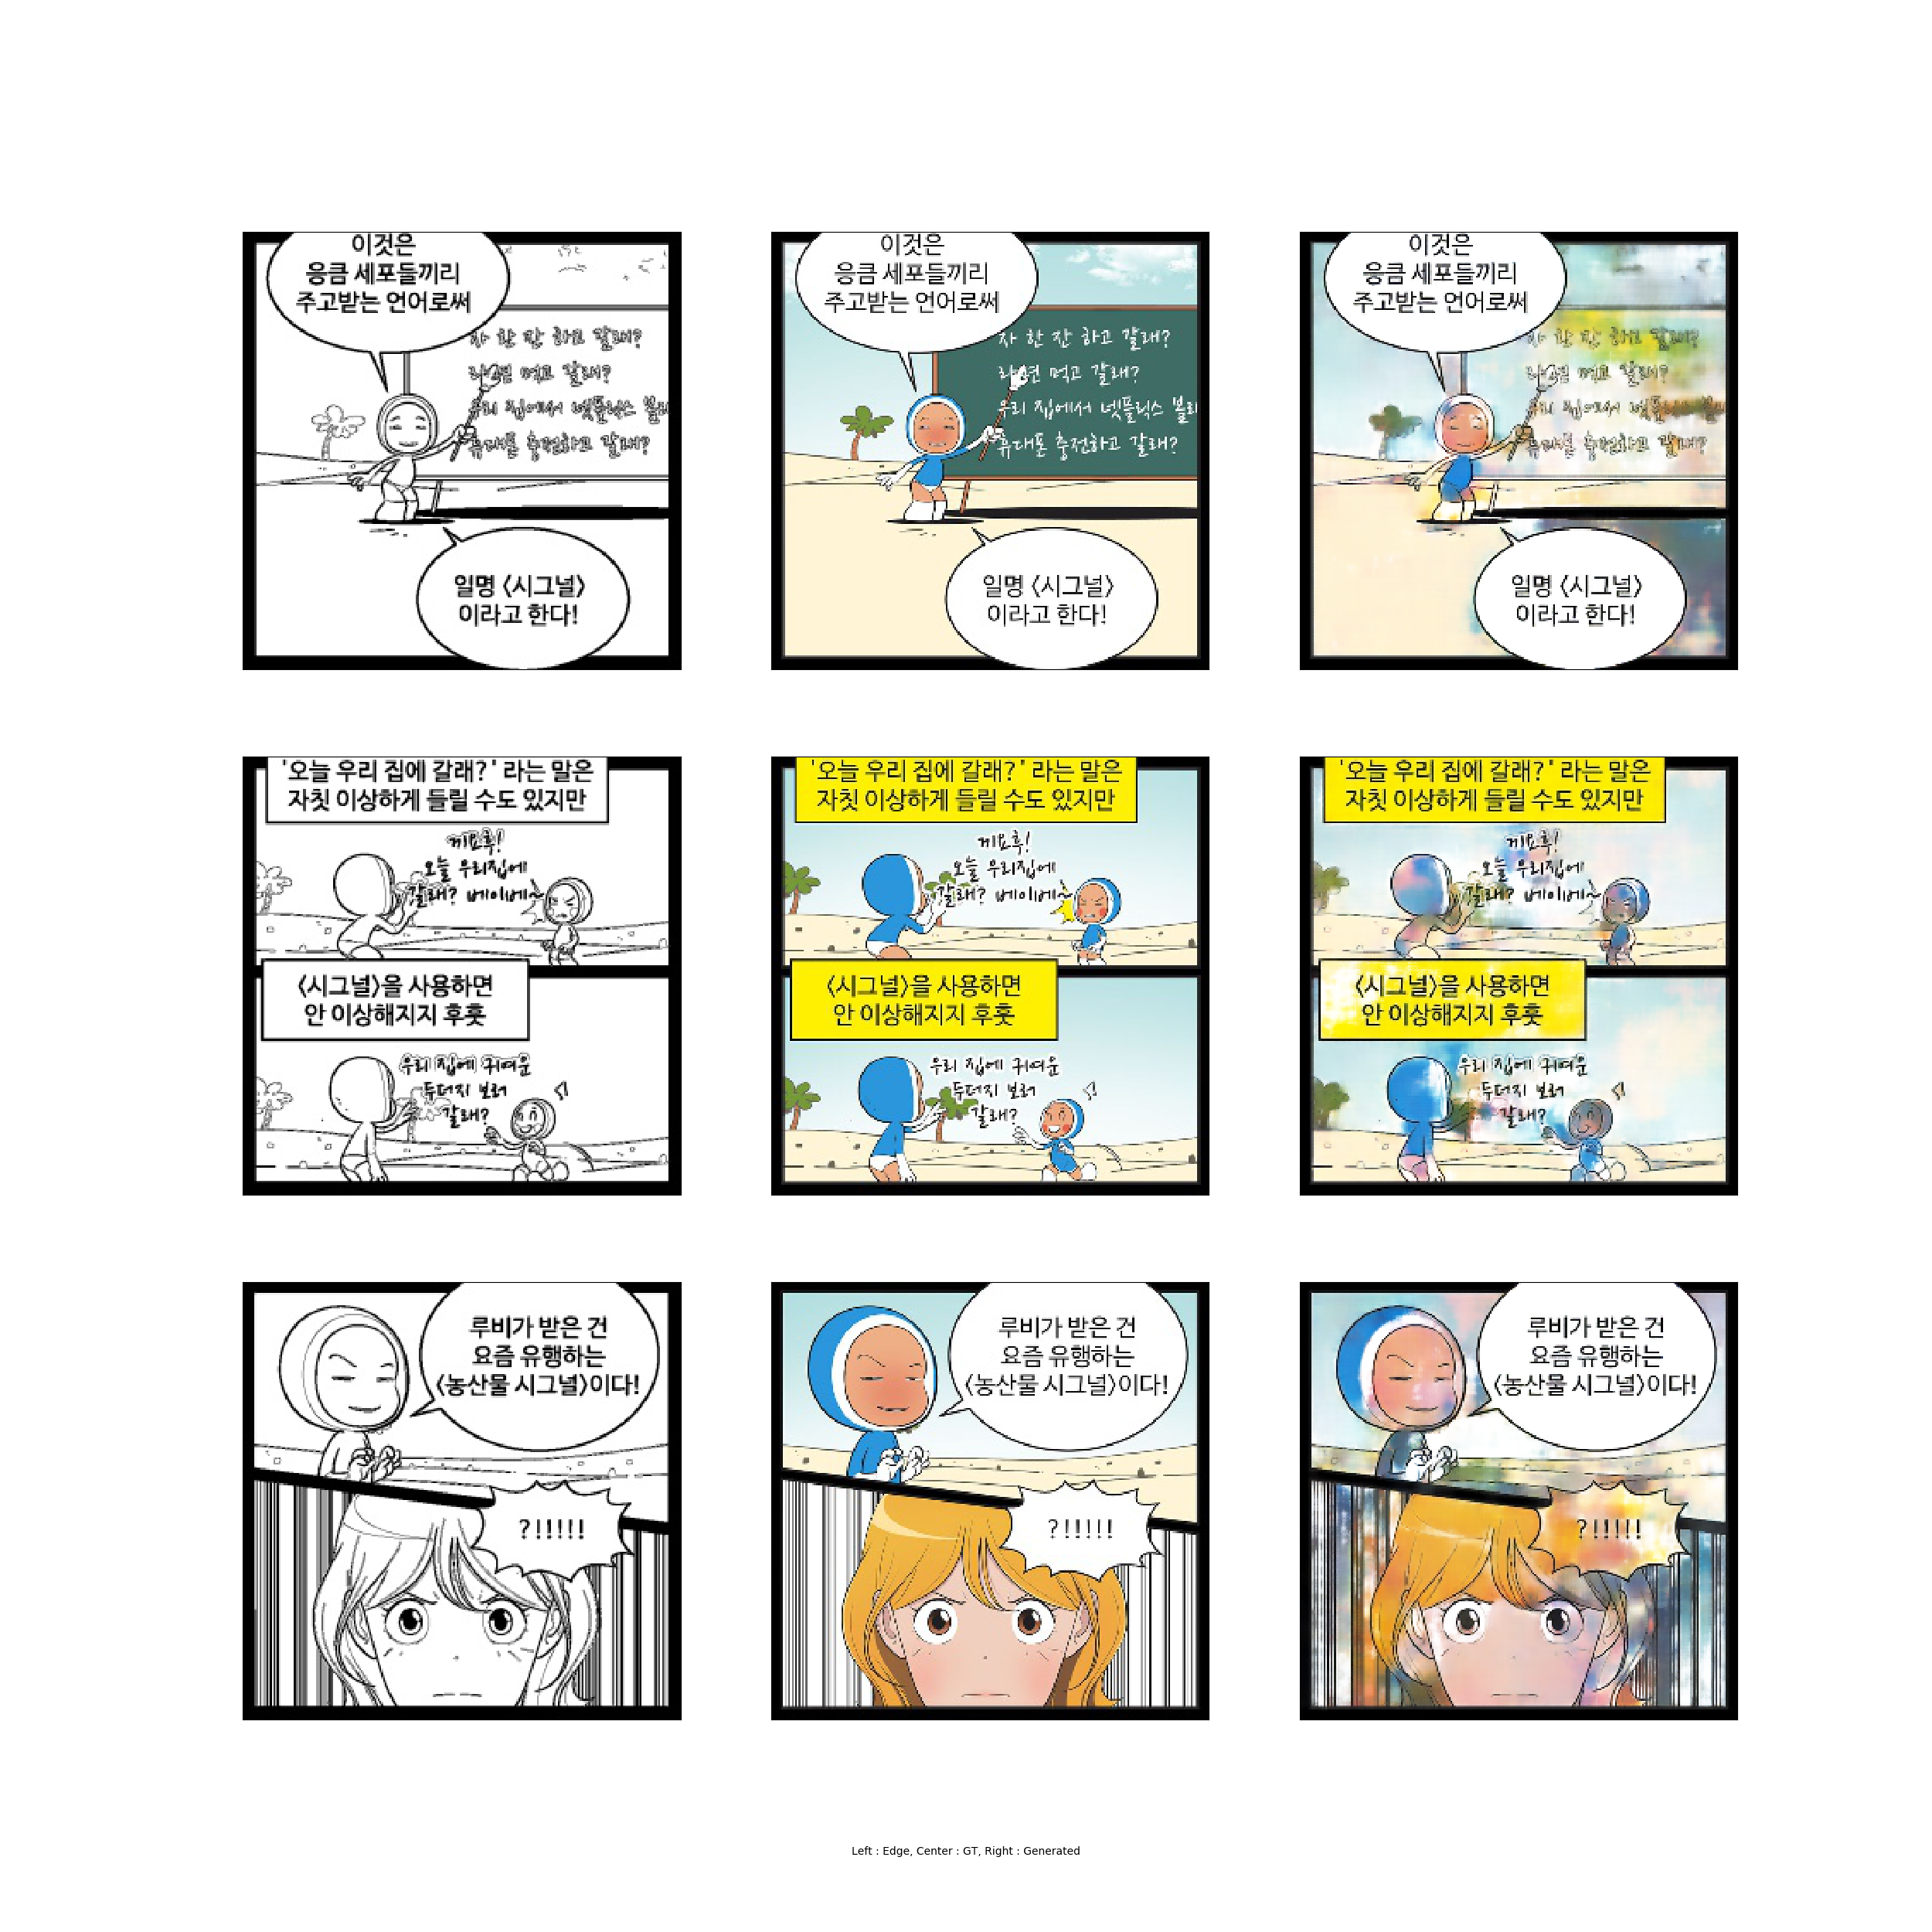 이것은
응큼 세포들끼리
주고받는 언어로써
차 한 잔 하고 갈래?
라면 먹고 갈래?
우리 집에서 넷플릭스 볼래
휴대폰 충전하고 갈래?
일명 <시그널>
이라고 한다!
이것은
응큼 세포들끼리
주고받는 언어로써
차 한 잔 하고 갈래?
라면 먹고 갈래?
우리 집에서 넷플릭스 볼래
휴대폰 충전하고 갈래?
일명 <시그널>
이라고 한다!
이것은
응큼 세포들끼리
주고받는 언어로써
차 한 잔 하고 갈래?
라면 먹고 갈래?
우리 집에서 넷플릭스
휴대폰 충전하고 갈래?
일명 <시그널>
이라고 한다!
'오늘 우리 집에 갈래?' 라는 말은
자칫 이상하게 들릴 수도 있지만
께요후!
오늘 우리집에
갈래? 베이베~
<시그널>을 사용하면
안 이상해지지 후훗
우리 집에 귀여운
두더지 보러
갈래?
'오늘 우리 집에 갈래?' 라는 말은
자칫 이상하게 들릴 수도 있지만
께요후!
오늘 우리집에
갈래? 베이베~
<시그널>을 사용하면
안 이상해지지 후훗
우리 집에 귀여운
두더지 보러
갈래?
'오늘 우리 집에 갈래?' 라는 말은
자칫 이상하게 들릴 수도 있지만
께요후!
오늘 우리집에
갈래? 베이베~
<시그널>을 사용하면
안 이상해지지 후훗
우리 집에 귀여운
두더지 보러
갈래?
루비가 받은 건
요즘 유행하는
<농산물 시그널>이다!
?!!!!!
루비가 받은 건
요즘 유행하는
<농산물 시그널>이다!
?!!!!!
루비가 받은 건
요즘 유행하는
<농산물 시그널>이다!
?!!!!!
Left : Edge, Center : GT, Right : Generated